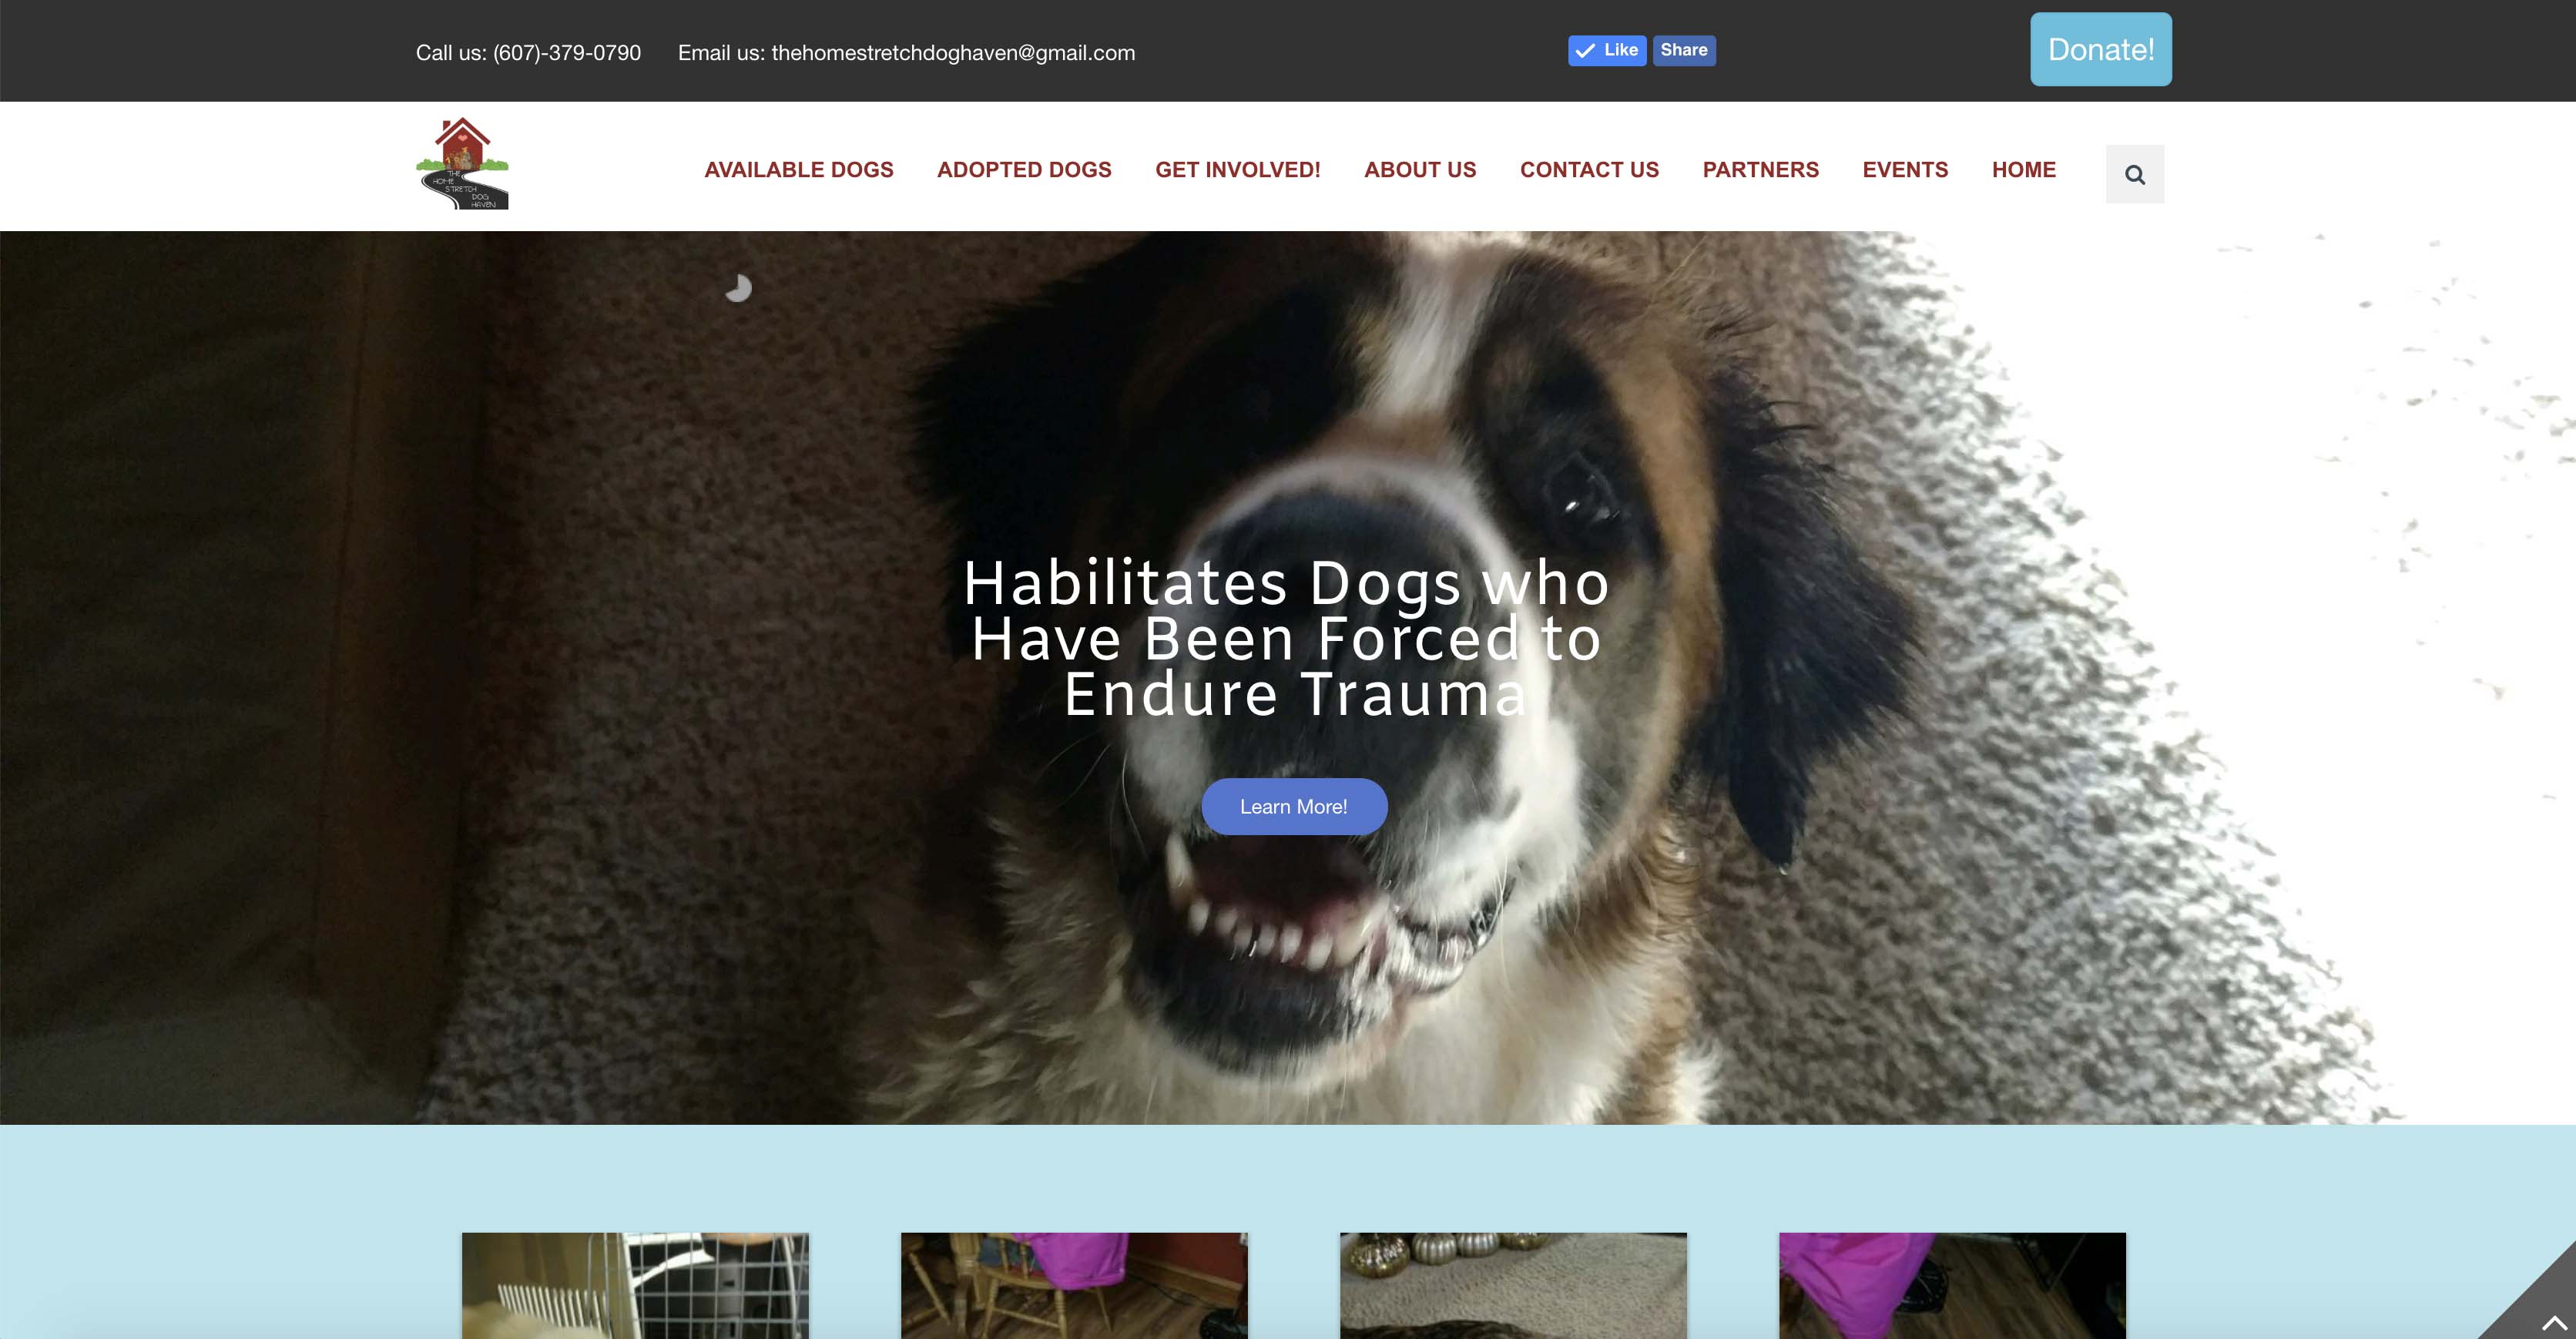 Call us: (607)-379-0790 Email us: thehomestretchdoghaven@gmail.com Like Share Donate!
THE
HOME
STRETCH
DOG
HAVEN
AVAILABLE DOGS ADOPTED DOGS GET INVOLVED! ABOUT US CONTACT US PARTNERS EVENTS HOME
Habilitates Dogs who
Have Been Forced to
Endure Trauma
Learn More!